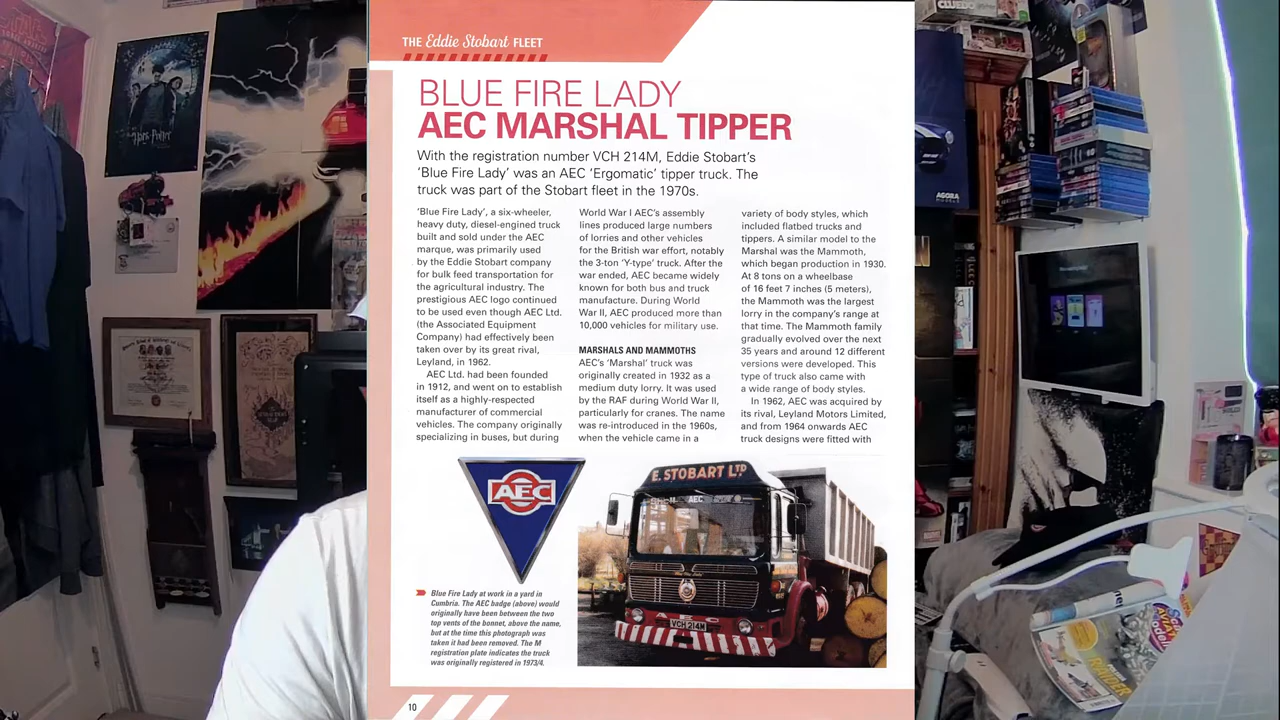 THE Eddie Stobart FLEET
BLUE FIRE LADY
AEC MARSHAL TIPPER
With the registration number VCH 214M, Eddie Stobart's
'Blue Fire Lady' was an AEC 'Ergomatic' tipper truck. The
truck was part of the Stobart fleet in the 1970s.
'Blue Fire Lady', a six-wheeler,
heavy duty, diesel-engined truck
built and sold under the AEC
marque, was primarily used
by the Eddie Stobart company
for bulk feed transportation for
the agricultural industry. The
prestigious AEC logo continued
to be used even though AEC Ltd.
(the Associated Equipment
Company) had effectively been
taken over by its great rival,
Leyland, in 1962.
AEC Ltd. had been founded
in 1912, and went on to establish
itself as a highly-respected
manufacturer of commercial
vehicles. The company originally
specializing in buses, but during
World War I AEC's assembly
lines produced large numbers
of lorries and other vehicles
for the British war effort, notably
the 3-ton 'Y-type' truck. After the
war ended, AEC became widely
known for both bus and truck
manufacture. During World
War II, AEC produced more than
10,000 vehicles for military use.
MARSHALS AND MAMMOTHS
AEC's 'Marshal' truck was
originally created in 1932 as a
medium duty lorry. It was used
by the RAF during World War II,
particularly for cranes. The name
was re-introduced in the 1960s,
when the vehicle came in a
variety of body styles, which
included flatbed trucks and
tippers. A similar model to the
Marshal was the Mammoth,
which began production in 1930.
At 8 tons on a wheelbase
of 16 feet 7 inches (5 meters),
the Mammoth was the largest
lorry in the company's range at
that time. The Mammoth family
gradually evolved over the next
35 years and around 12 different
versions were developed. This
type of truck also came with
a wide range of body styles.
In 1962, AEC was acquired by
its rival, Leyland Motors Limited,
and from 1964 onwards AEC
truck designs were fitted with
AEC
E. STOBART LTD
AEC
VCH 214M
Blue Fire Lady at work in a yard in
Cumbria. The AEC badge (above) would
originally have been between the two
top vents of the bonnet, above the name,
but at the time this photograph was
taken it had been removed. The M
registration plate indicates the truck
was originally registered in 1973/4.
10
Harry Potter
AGORA
MODELS